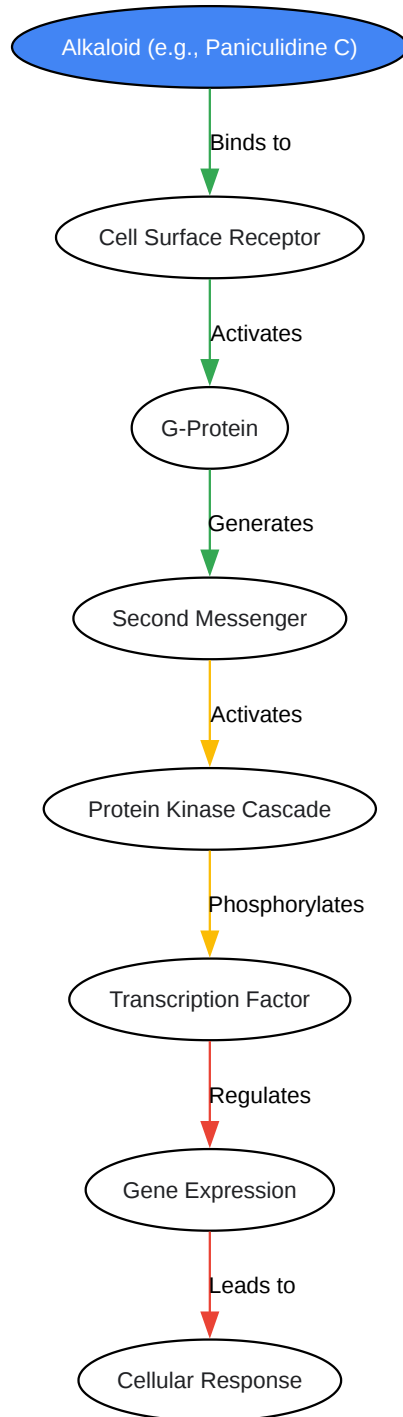 Alkaloid (e.g., Paniculidine C)
Binds to
Cell Surface Receptor
Activates
G-Protein
Generates
Second Messenger
Activates
Protein Kinase Cascade
Phosphorylates
Transcription Factor
Regulates
Gene Expression
Leads to
Cellular Response